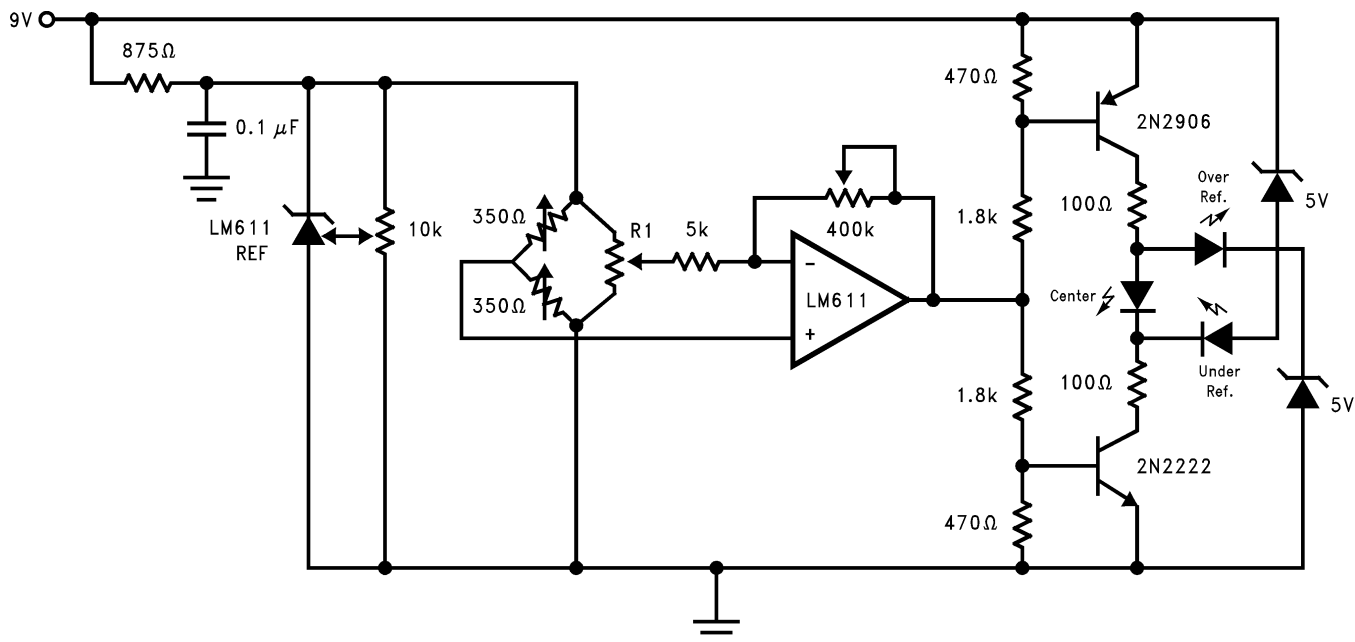 9V
875Ω
0.1 μF
LM611
REF
10k
350Ω
350Ω
R1
5k
400k
-
LM611
+
470Ω
1.8k
1.8k
470Ω
2N2906
100Ω
Over
Ref.
5V
Center
Under
Ref.
100Ω
5V
2N2222